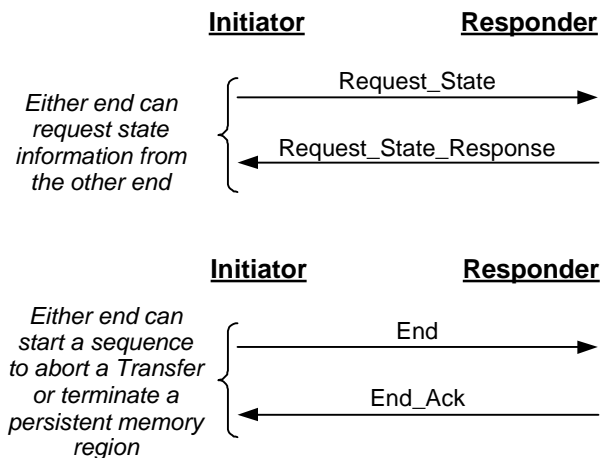 Initiator Responder
Request_State
Either end can
request state
information from
the other end
Request_State_Response
Initiator Responder
Either end can
start a sequence
to abort a Transfer
or terminate a
persistent memory
region
End
End_Ack